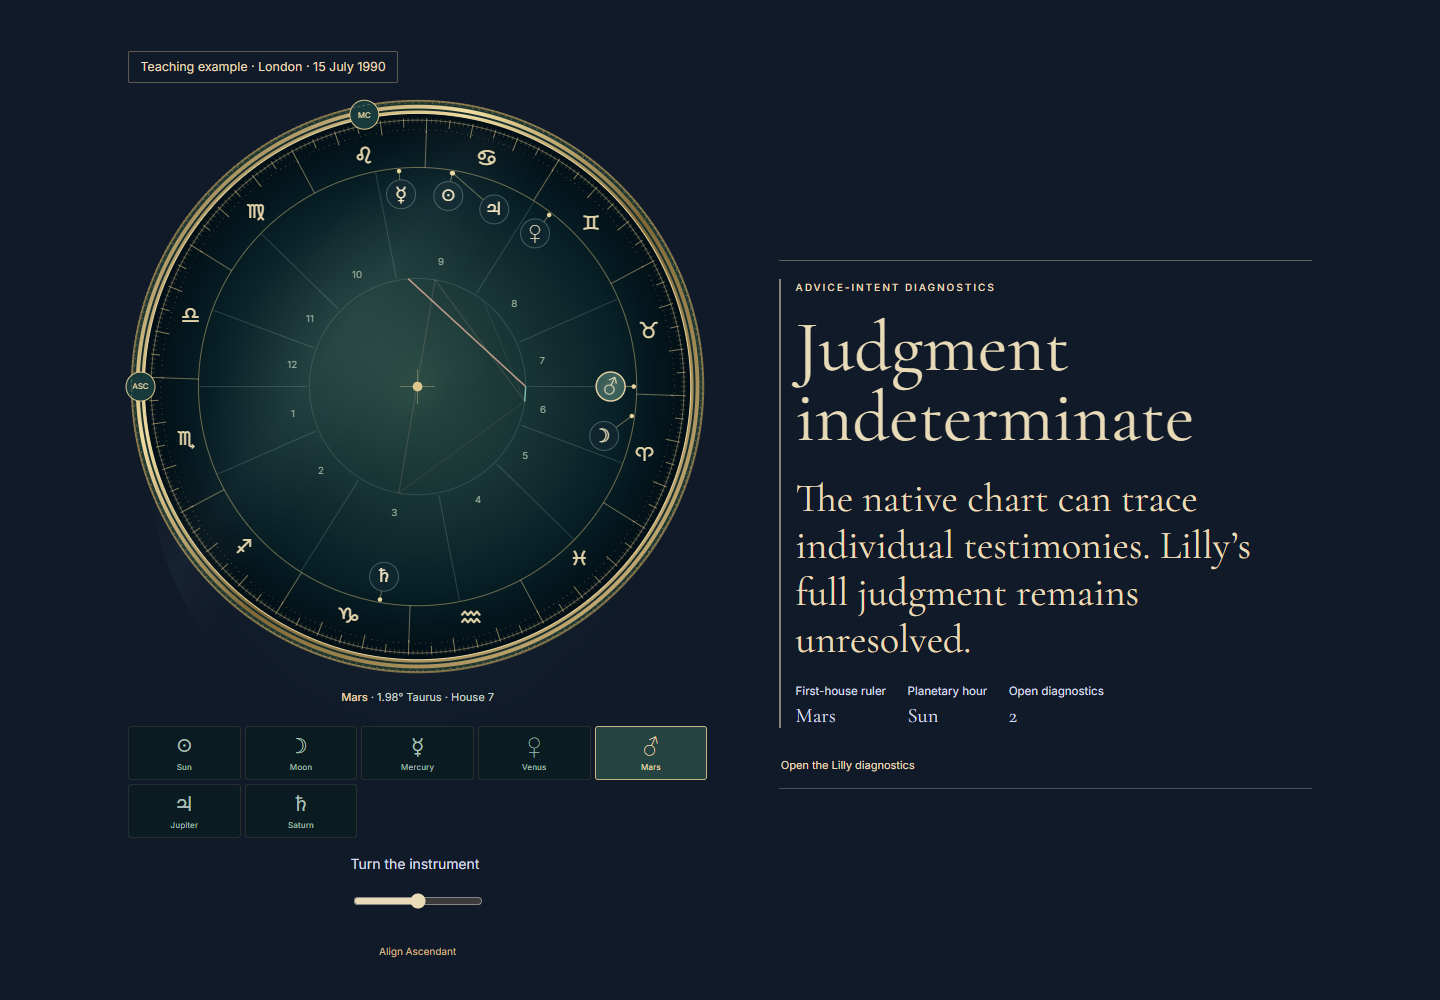 Teaching example · London · 15 July 1990
MC
♌ ♋
☿ ☉ ♃
♍ ♊
♀
9
10
8
11
♎ ♉
7
12
ASC ♂
6
1
☽
♏ ♈
5
2
4
3
♐ ♓
♄
♑ ♒
Mars · 1.98° Taurus · House 7
☉ ☽ ☿ ♀ ♂
Sun Moon Mercury Venus Mars
♃ ♄
Jupiter Saturn
Turn the instrument
Align Ascendant
ADVICE-INTENT DIAGNOSTICS
Judgment
indeterminate
The native chart can trace
individual testimonies. Lilly’s
full judgment remains
unresolved.
First-house ruler Planetary hour Open diagnostics
Mars Sun 2
Open the Lilly diagnostics